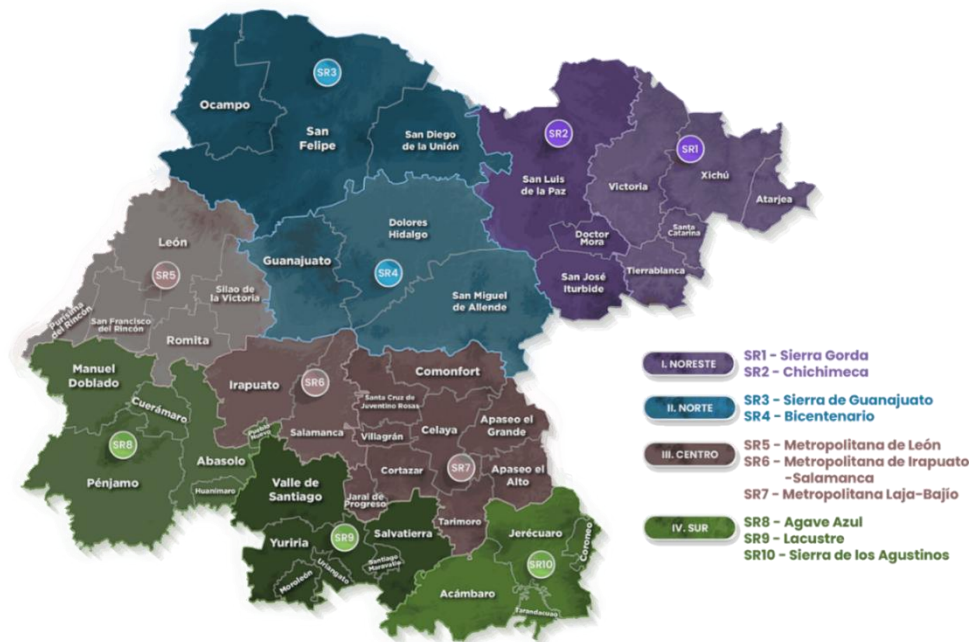 SR3
Ocampo
San
Felipe
San Diego
de la Unión
SR2
SR1
San Luis
de la Paz
Victoria
Xichú
Atarjea
Santa
Catarina
Doctor
Mora
Tierrablanca
San José
Iturbide
Dolores
Hidalgo
Guanajuato
SR4
San Miguel
de Allende
León
SR5
Silao de
la Victoria
Purísima
del Rincón
San Francisco
del Rincón
Romita
Manuel
Doblado
Cuerámaro
SR8
Pénjamo
Abasolo
Huanímaro
Irapuato
SR6
Pueblo
Nuevo
Salamanca
Santa Cruz de
Juventino Rosas
Comonfort
Villagrán
Celaya
Apaseo el
Grande
Cortazar
SR7
Apaseo el
Alto
Jaral de
Progreso
Tarimoro
Valle de
Santiago
Yuriria
SR9
Salvatierra
Moroleón
Uriangato
Santiago
Maravatío
Jerécuaro
Coroneo
SR10
Acámbaro
Tarandacuao
I. NORESTE
SR1 - Sierra Gorda
SR2 - Chichimeca
II. NORTE
SR3 - Sierra de Guanajuato
SR4 - Bicentenario
III. CENTRO
SR5 - Metropolitana de León
SR6 - Metropolitana de Irapuato
-Salamanca
SR7 - Metropolitana Laja-Bajío
IV. SUR
SR8 - Agave Azul
SR9 - Lacustre
SR10 - Sierra de los Agustinos